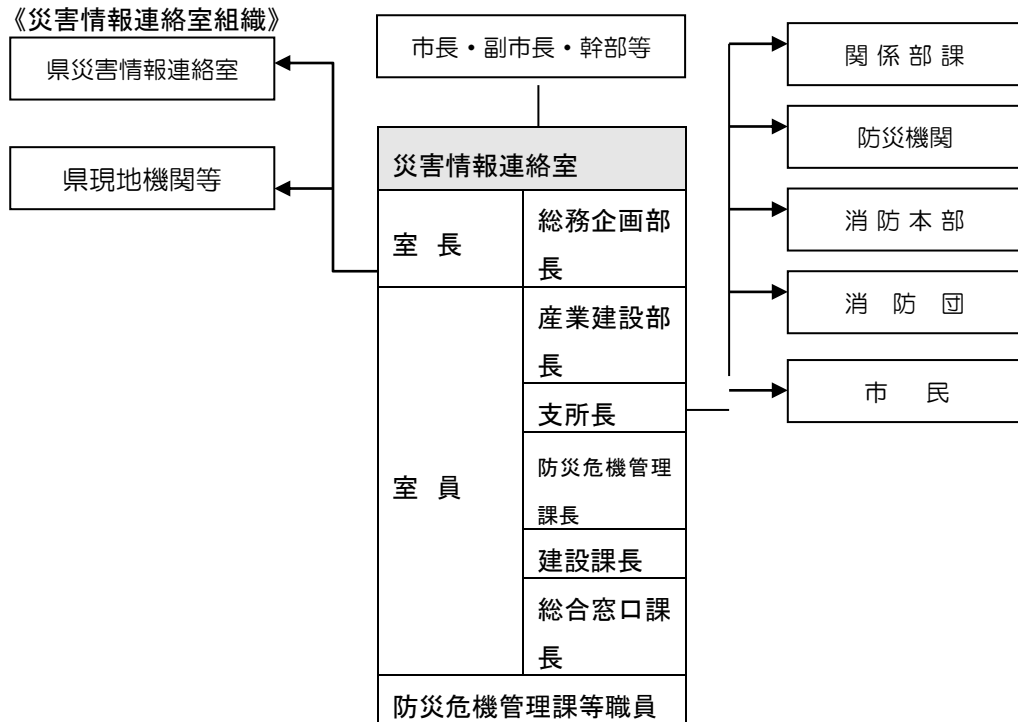 《災害情報連絡室組織》
県災害情報連絡室
県現地機関等
市長・副市長・幹部等
災害情報連絡室
室 長
総務企画部
長
室 員
産業建設部
長
支所長
防災危機管理
課長
建設課長
総合窓口課
長
防災危機管理課等職員
関 係 部 課
防災機関
消 防 本 部
消 防 団
市 民